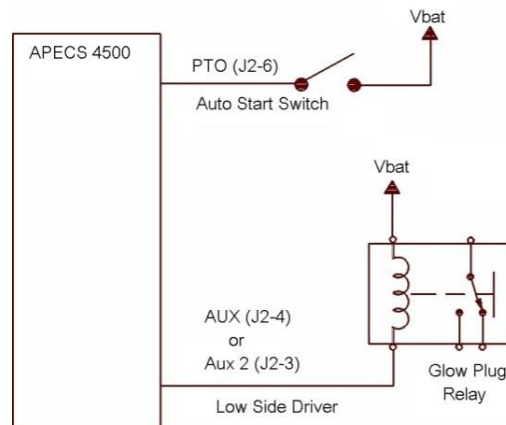 Vbat
APECS 4500
PTO (J2-6)
Auto Start Switch
Vbat
AUX (J2-4)
or
Aux 2 (J2-3)
Glow Plug
Relay
Low Side Driver